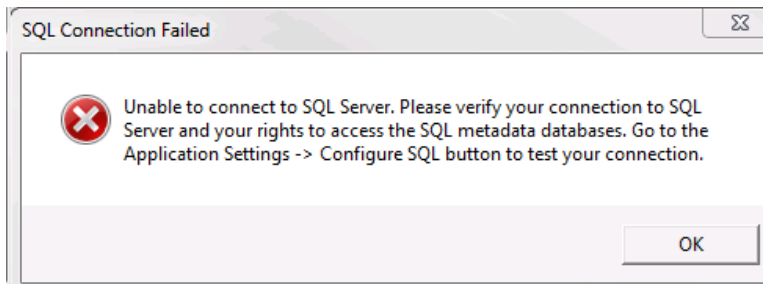 SQL Connection Failed
Unable to connect to SQL Server. Please verify your connection to SQL
Server and your rights to access the SQL metadata databases. Go to the
Application Settings -> Configure SQL button to test your connection.
OK